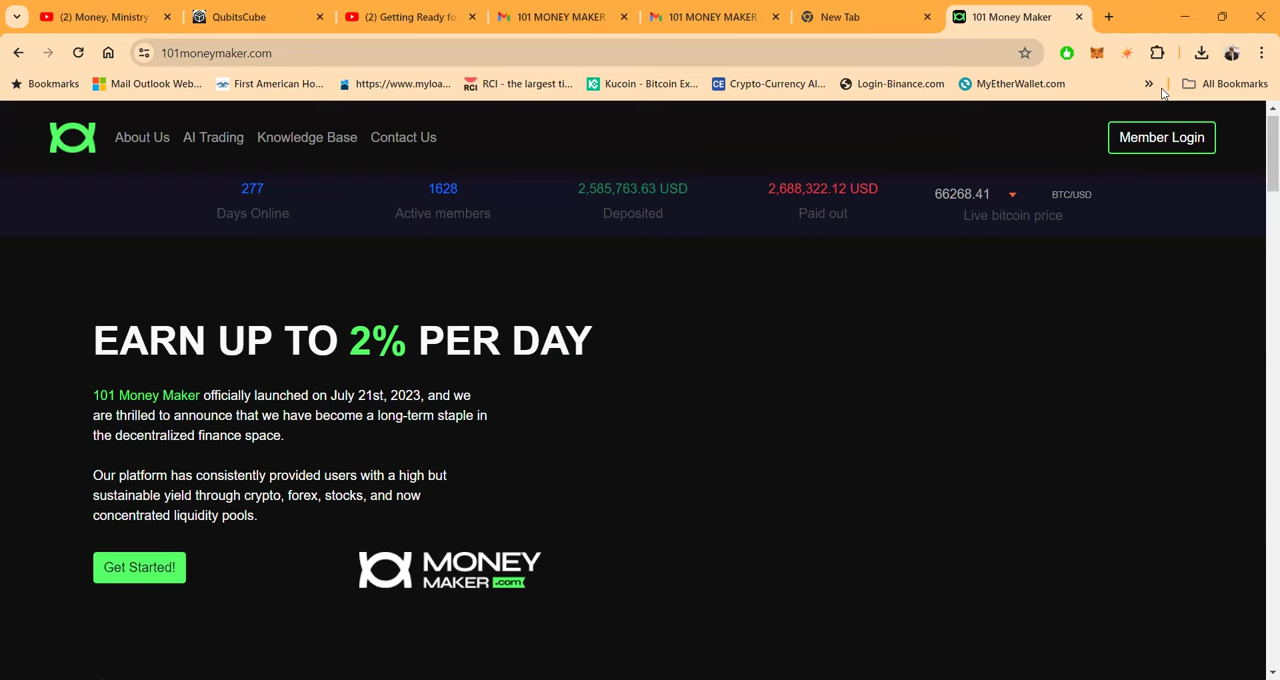 (2) Money, Ministry
QubitsCube
(2) Getting Ready fo
101 MONEY MAKER
101 MONEY MAKER
New Tab
101 Money Maker
101moneymaker.com
Bookmarks
Mail Outlook Web...
First American Ho...
https://www.myloa...
RCI RCI - the largest ti...
Kucoin - Bitcoin Ex...
CE Crypto-Currency Al...
Login-Binance.com
MyEtherWallet.com
» All Bookmarks
About Us AI Trading Knowledge Base Contact Us
Member Login
277 1628 2,585,763.63 USD 2,688,322.12 USD 66268.41 BTC/USD
Days Online Active members Deposited Paid out Live bitcoin price
EARN UP TO 2% PER DAY
101 Money Maker officially launched on July 21st, 2023, and we
are thrilled to announce that we have become a long-term staple in
the decentralized finance space.
Our platform has consistently provided users with a high but
sustainable yield through crypto, forex, stocks, and now
concentrated liquidity pools.
Get Started!
MONEY
MAKER .com